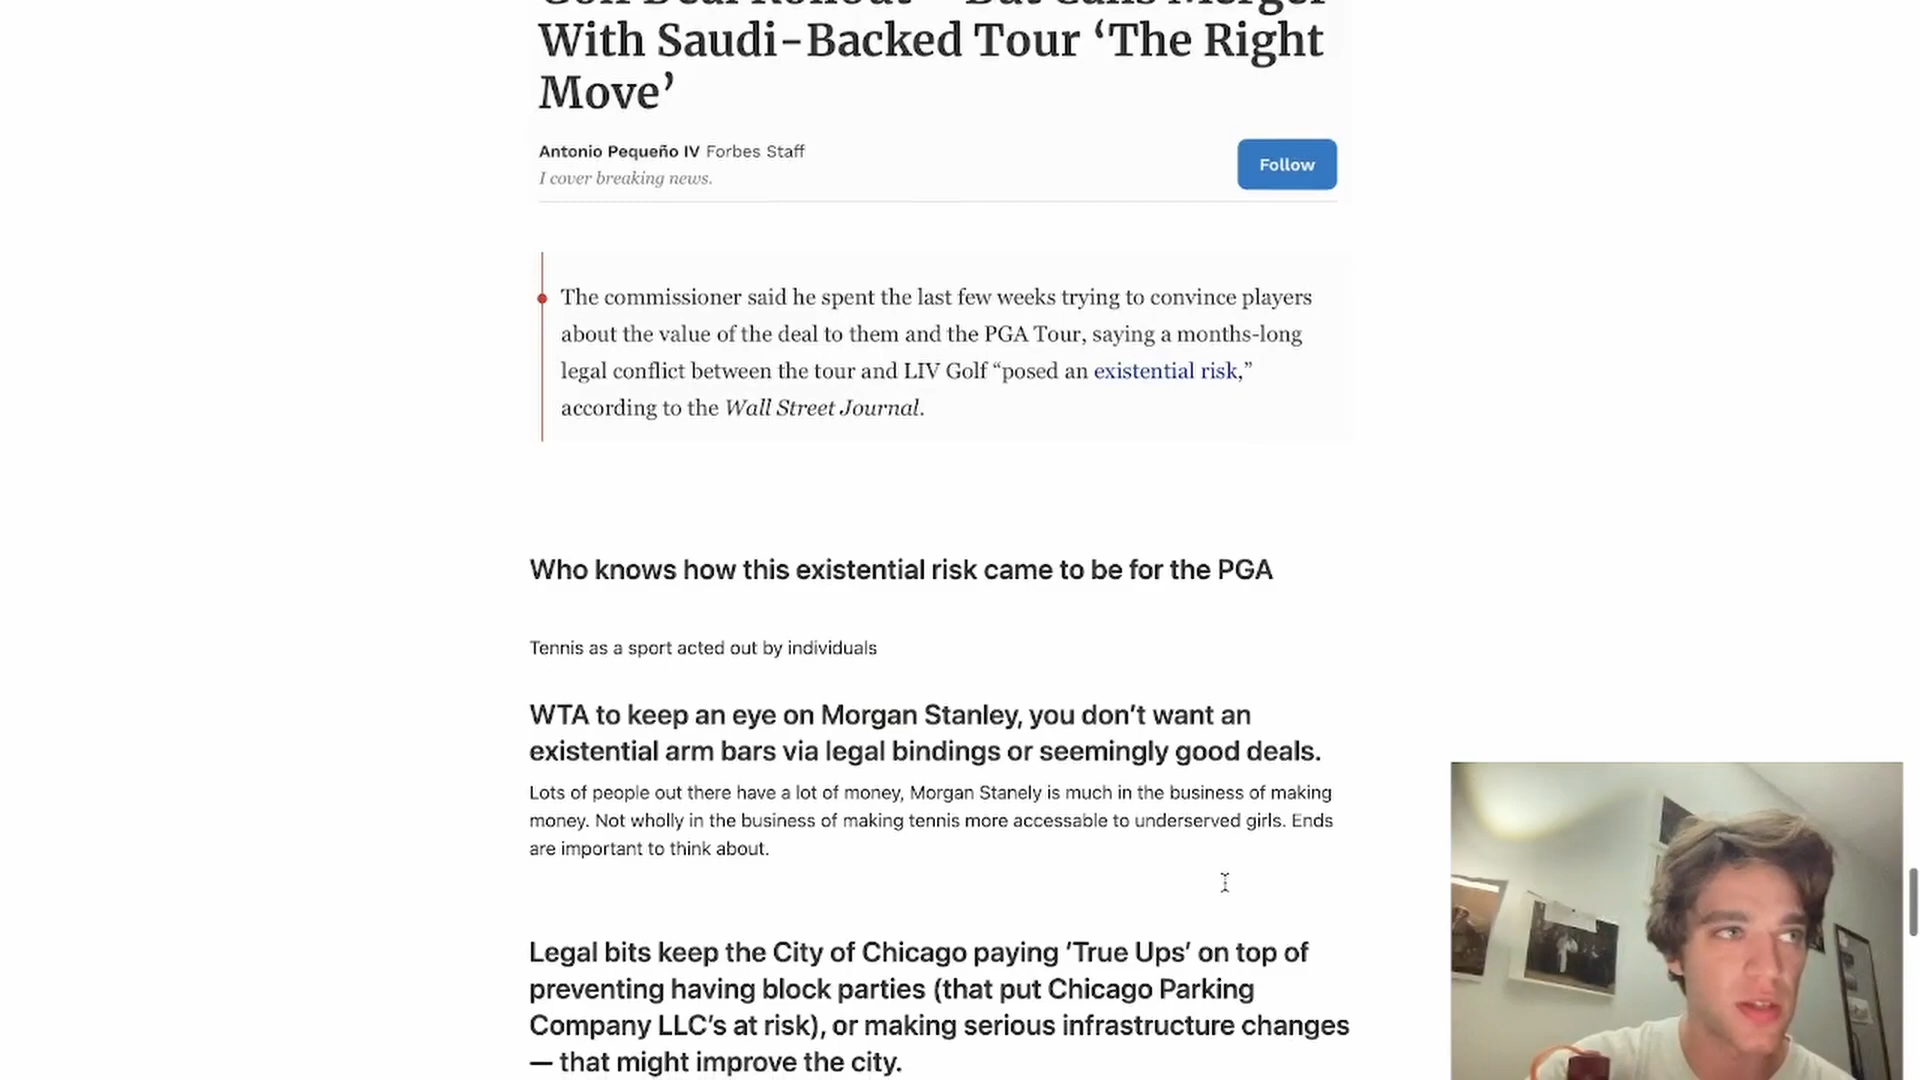 With Saudi-Backed Tour ‘The Right
Move’
Antonio Pequeño IV Forbes Staff
I cover breaking news.
Follow
The commissioner said he spent the last few weeks trying to convince players
about the value of the deal to them and the PGA Tour, saying a months-long
legal conflict between the tour and LIV Golf “posed an existential risk,”
according to the Wall Street Journal.
Who knows how this existential risk came to be for the PGA
Tennis as a sport acted out by individuals
WTA to keep an eye on Morgan Stanley, you don’t want an
existential arm bars via legal bindings or seemingly good deals.
Lots of people out there have a lot of money, Morgan Stanely is much in the business of making
money. Not wholly in the business of making tennis more accessable to underserved girls. Ends
are important to think about.
Legal bits keep the City of Chicago paying ‘True Ups’ on top of
preventing having block parties (that put Chicago Parking
Company LLC’s at risk), or making serious infrastructure changes
— that might improve the city.